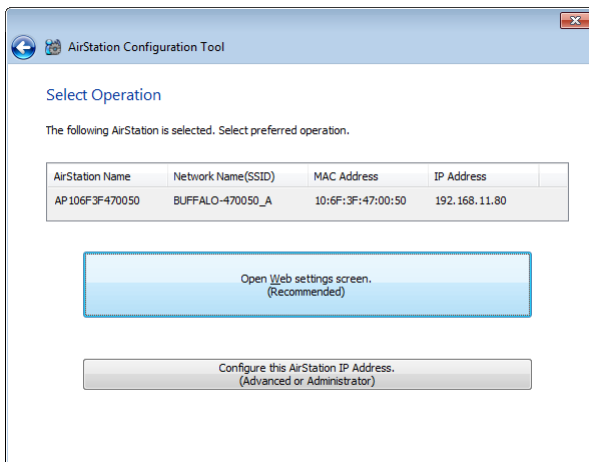 AirStation Configuration Tool
Select Operation
The following AirStation is selected. Select preferred operation.
AirStation Name Network Name(SSID) MAC Address IP Address
AP106F3F470050 BUFFALO-470050_A 10:6F:3F:47:00:50 192.168.11.80
Open Web settings screen.
(Recommended)
Configure this AirStation IP Address.
(Advanced or Administrator)